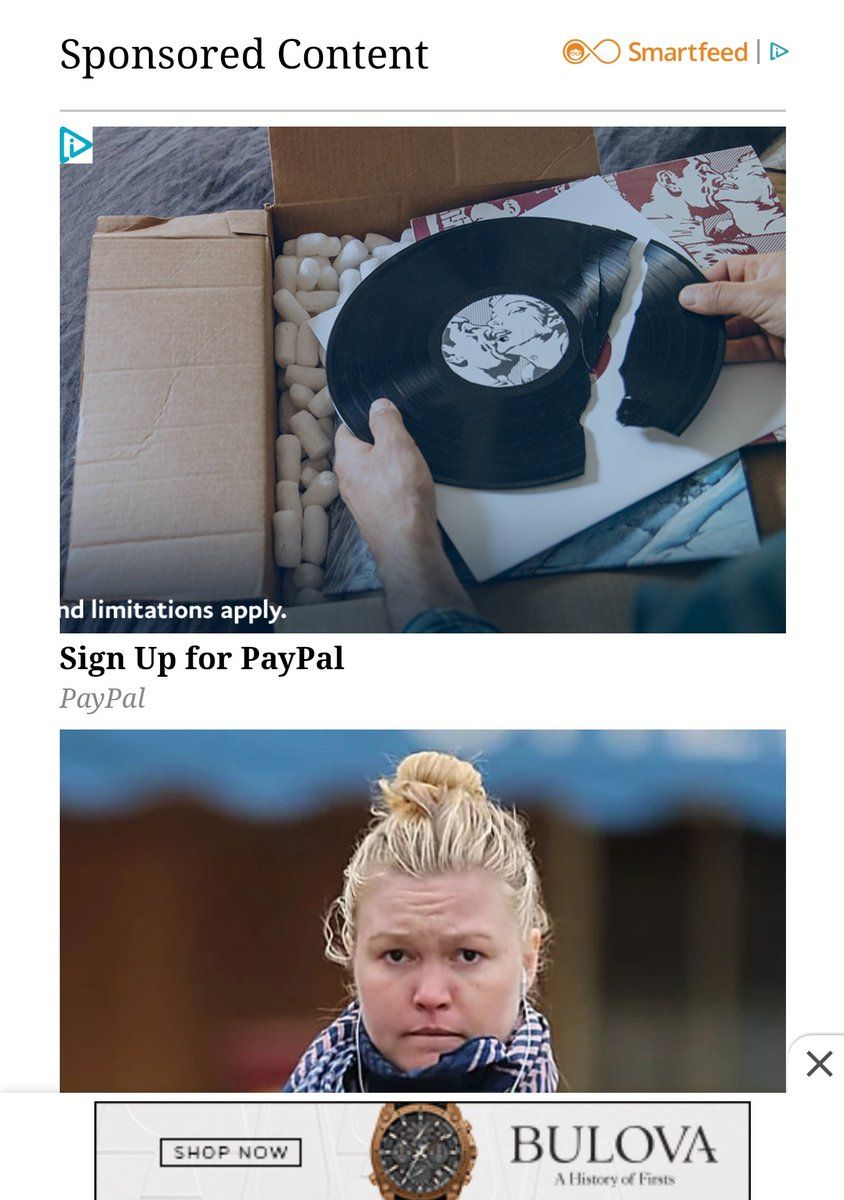 Sponsored Content
Smartfeed
nd limitations apply.
Sign Up for PayPal
PayPal
SHOP NOW
BULOVA
A History of Firsts